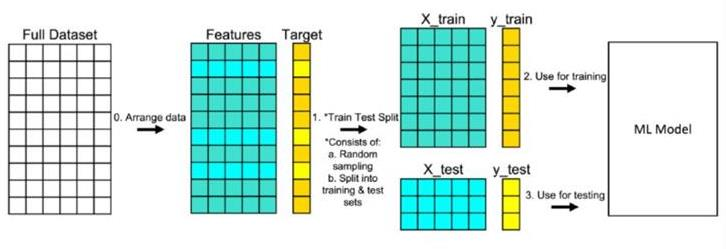 Full Dataset
0. Arrange data
Features
Target
1. *Train Test Split
*Consists of:
a. Random
sampling
b. Split into
training & test
sets
X_train
y_train
2. Use for training
X_test
y_test
3. Use for testing
ML Model